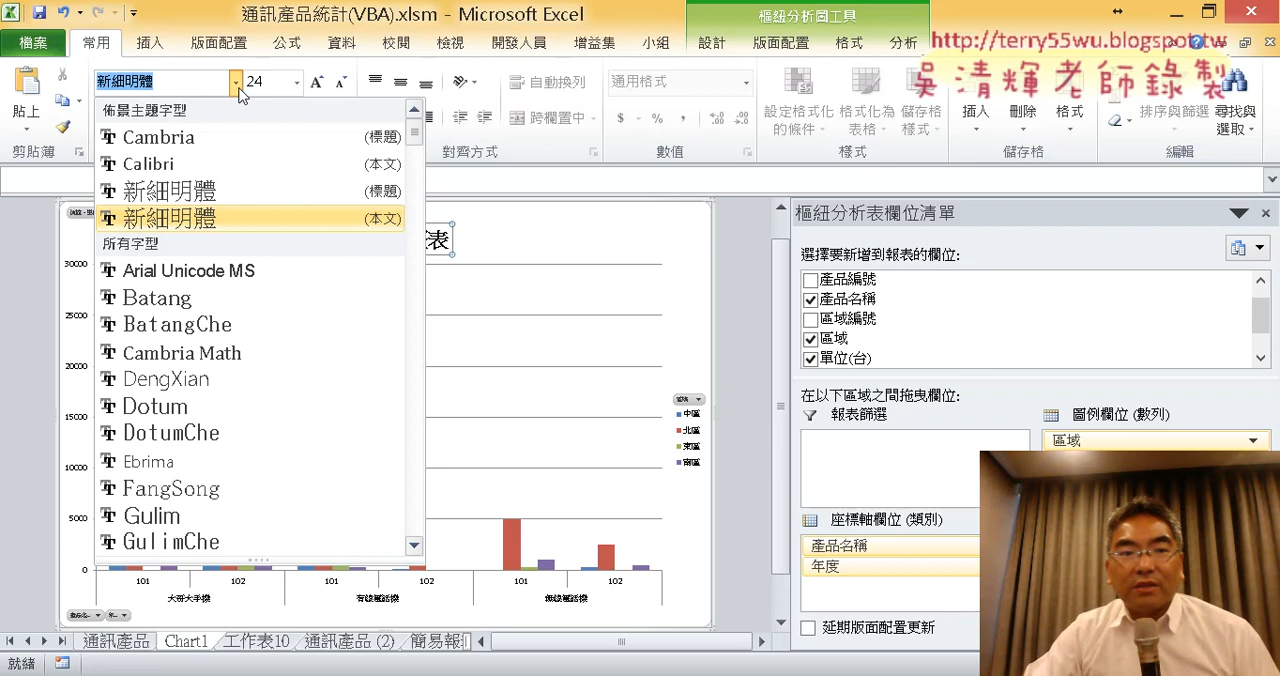 通訊產品統計(VBA).xlsm - Microsoft Excel
樞紐分析圖工具
檔案 常用 插入 版面配置 公式 資料 校閱 檢視 開發人員 增益集 小組 設計 版面配置 格式 分析
http://terry55wu.blogspot.tw
吳清輝老師錄製
貼上
剪貼簿
新細明體 24
自動換列
跨欄置中
對齊方式
通用格式
$ % ,
數值
設定格式化的條件
格式化為表格
儲存格樣式
樣式
插入 刪除 格式
儲存格
排序與篩選
尋找與選取
編輯
佈景主題字型
Cambria (標題)
Calibri (本文)
新細明體 (標題)
新細明體 (本文)
所有字型
Arial Unicode MS
Batang
BatangChe
Cambria Math
DengXian
Dotum
DotumChe
Ebrima
FangSong
Gulim
GulimChe
表
30000
25000
20000
15000
10000
5000
0
101 102 101 102 101 102
大哥大手機 有線電話機 無線電話機
中區
北區
東區
南區
樞紐分析表欄位清單
選擇要新增到報表的欄位:
產品編號
產品名稱
區域編號
區域
單位(台)
在以下區域之間拖曳欄位:
報表篩選
圖例欄位 (數列)
區域
座標軸欄位 (類別)
產品名稱
年度
延期版面配置更新
通訊產品 Chart1 工作表10 通訊產品 (2) 簡易報
就緒